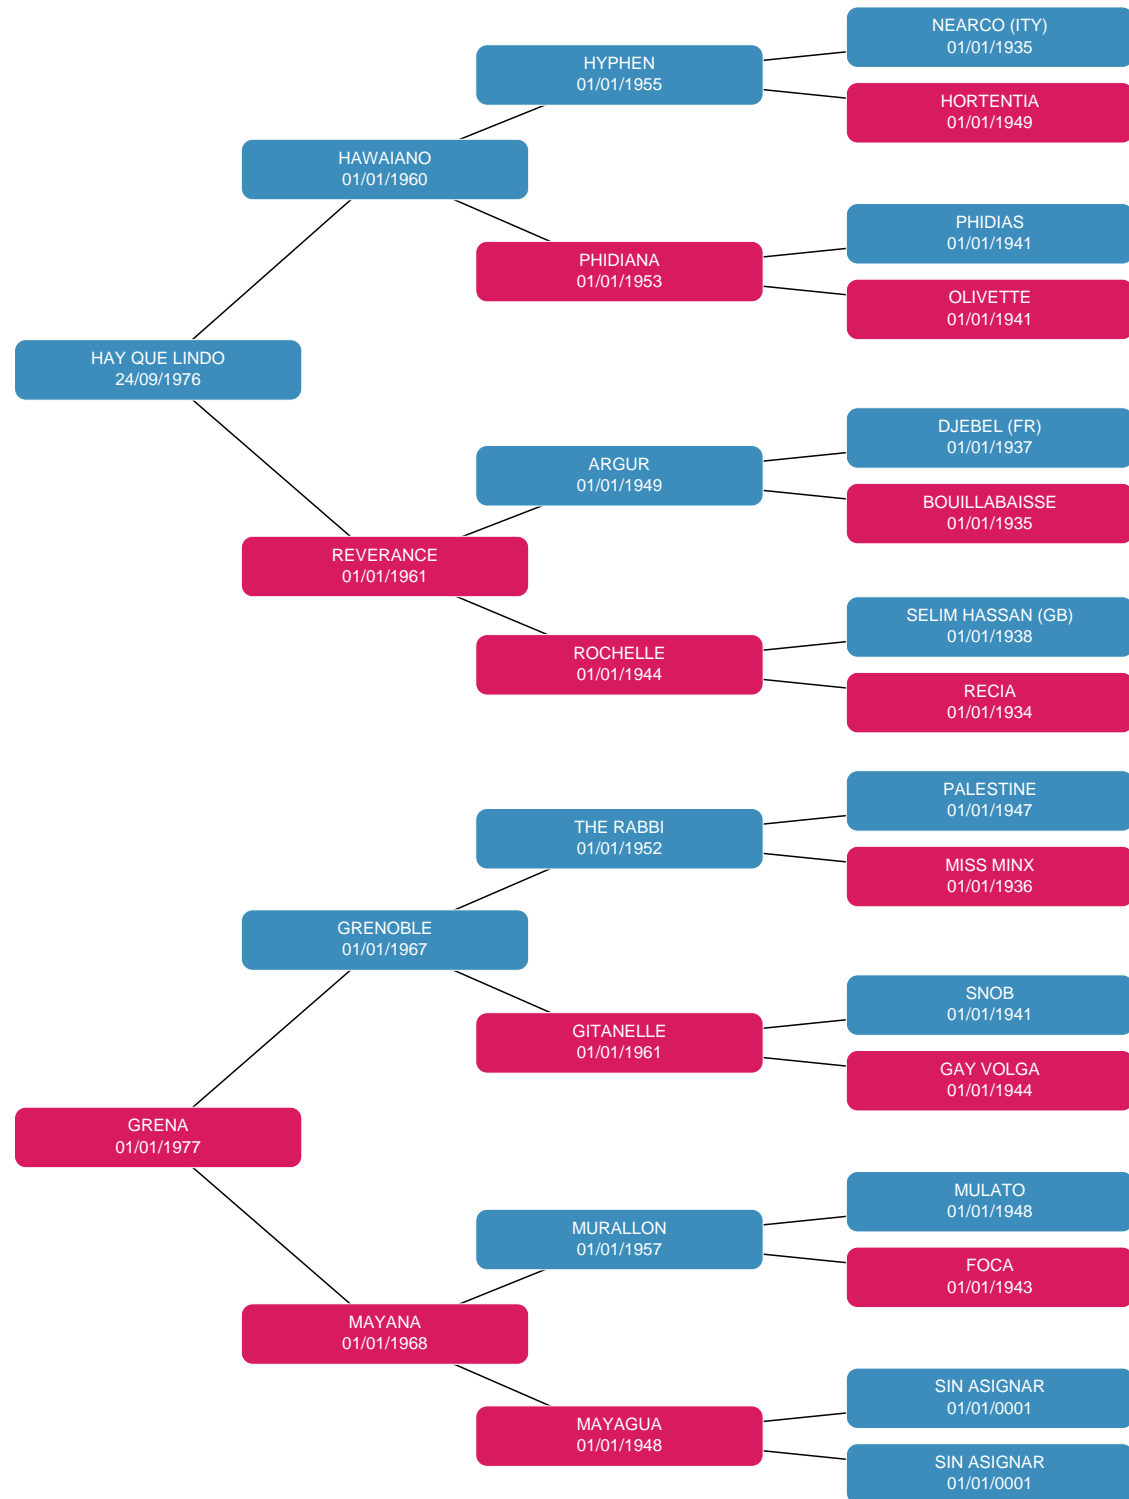 NEARCO (ITY)
01/01/1935
HYPHEN
01/01/1955
HORTENTIA
01/01/1949
HAWAIANO
01/01/1960
PHIDIAS
01/01/1941
PHIDIANA
01/01/1953
OLIVETTE
01/01/1941
HAY QUE LINDO
24/09/1976
DJEBEL (FR)
01/01/1937
ARGUR
01/01/1949
BOUILLABAISSE
01/01/1935
REVERANCE
01/01/1961
SELIM HASSAN (GB)
01/01/1938
ROCHELLE
01/01/1944
RECIA
01/01/1934
PALESTINE
01/01/1947
THE RABBI
01/01/1952
MISS MINX
01/01/1936
GRENOBLE
01/01/1967
SNOB
01/01/1941
GITANELLE
01/01/1961
GAY VOLGA
01/01/1944
GRENA
01/01/1977
MULATO
01/01/1948
MURALLON
01/01/1957
FOCA
01/01/1943
MAYANA
01/01/1968
SIN ASIGNAR
01/01/0001
MAYAGUA
01/01/1948
SIN ASIGNAR
01/01/0001